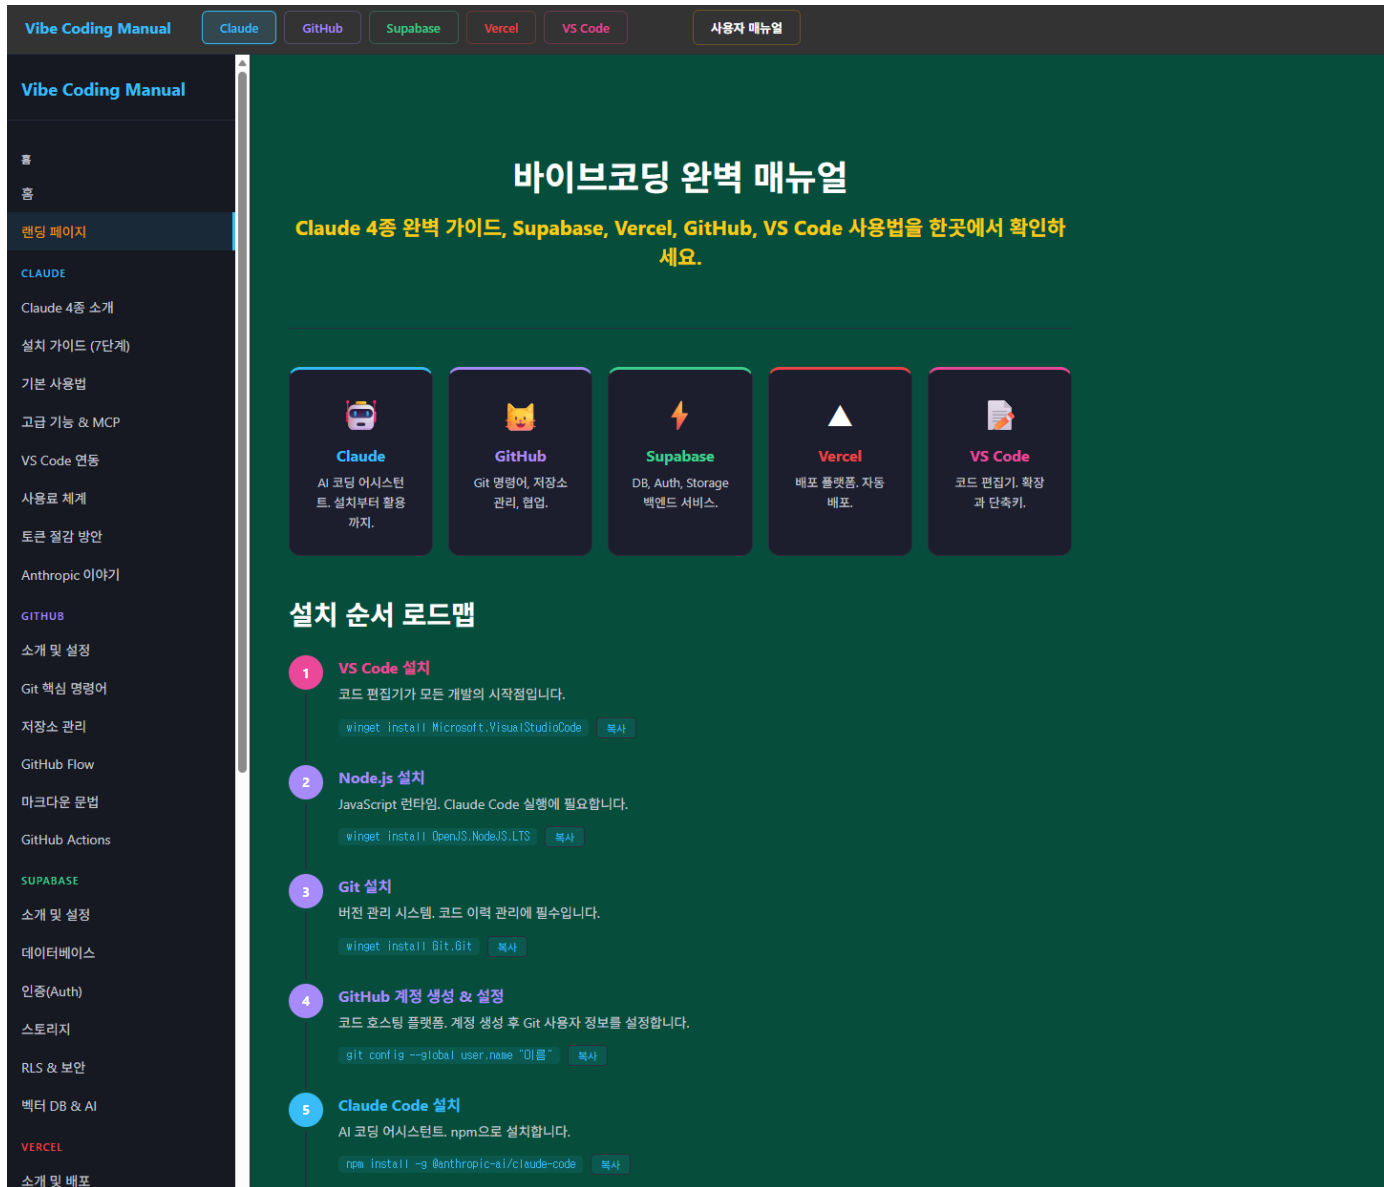 Vibe Coding Manual
Claude
GitHub
Supabase
Vercel
VS Code
사용자 매뉴얼
Vibe Coding Manual
홈
홈
랜딩 페이지
CLAUDE
Claude 4종 소개
설치 가이드 (7단계)
기본 사용법
고급 기능 & MCP
VS Code 연동
사용료 체계
토큰 절감 방안
Anthropic 이야기
GITHUB
소개 및 설정
Git 핵심 명령어
저장소 관리
GitHub Flow
마크다운 문법
GitHub Actions
SUPABASE
소개 및 설정
데이터베이스
인증(Auth)
스토리지
RLS & 보안
벡터 DB & AI
VERCEL
소개 및 배포
바이브코딩 완벽 매뉴얼
Claude 4종 완벽 가이드, Supabase, Vercel, GitHub, VS Code 사용법을 한곳에서 확인하
세요.
Claude
AI 코딩 어시스턴
트. 설치부터 활용
까지.
GitHub
Git 명령어, 저장소
관리, 협업.
Supabase
DB, Auth, Storage
백엔드 서비스.
Vercel
배포 플랫폼. 자동
배포.
VS Code
코드 편집기. 확장
과 단축키.
설치 순서 로드맵
1
VS Code 설치
코드 편집기가 모든 개발의 시작점입니다.
winget install Microsoft.VisualStudioCode
복사
2
Node.js 설치
JavaScript 런타임. Claude Code 실행에 필요합니다.
winget install OpenJS.NodeJS.LTS
복사
3
Git 설치
버전 관리 시스템. 코드 이력 관리에 필수입니다.
winget install Git.Git
복사
4
GitHub 계정 생성 & 설정
코드 호스팅 플랫폼. 계정 생성 후 Git 사용자 정보를 설정합니다.
git config --global user.name "이름"
복사
5
Claude Code 설치
AI 코딩 어시스턴트. npm으로 설치합니다.
npm install -g @anthropic-ai/claude-code
복사